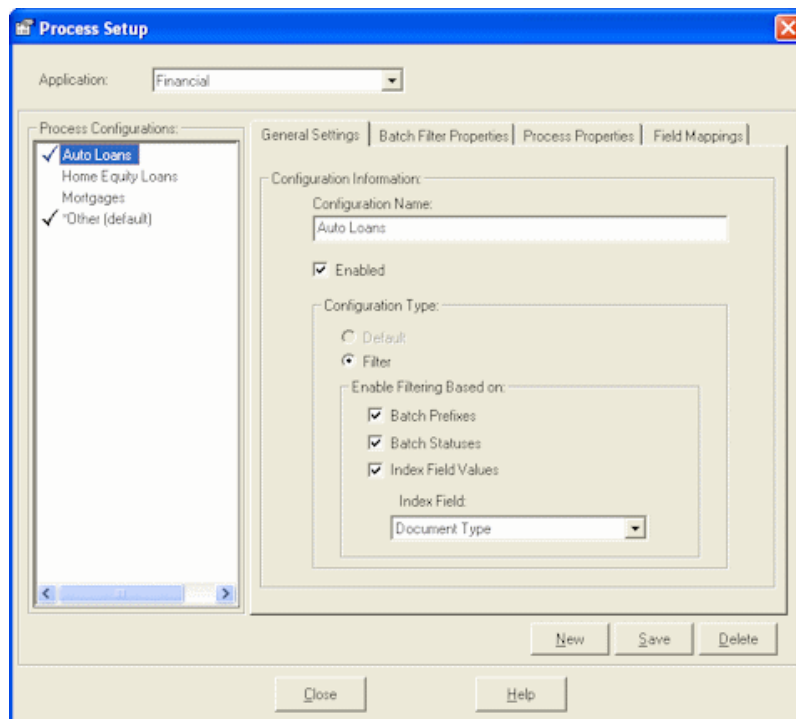 Process Setup
Application: Financial
Process Configurations:
Auto Loans
Home Equity Loans
Mortgages
*Other (default)
General Settings Batch Filter Properties Process Properties Field Mappings
Configuration Information:
Configuration Name:
Auto Loans
Enabled
Configuration Type:
Default
Filter
Enable Filtering Based on:
Batch Prefixes
Batch Statuses
Index Field Values
Index Field:
Document Type
New Save Delete
Close Help